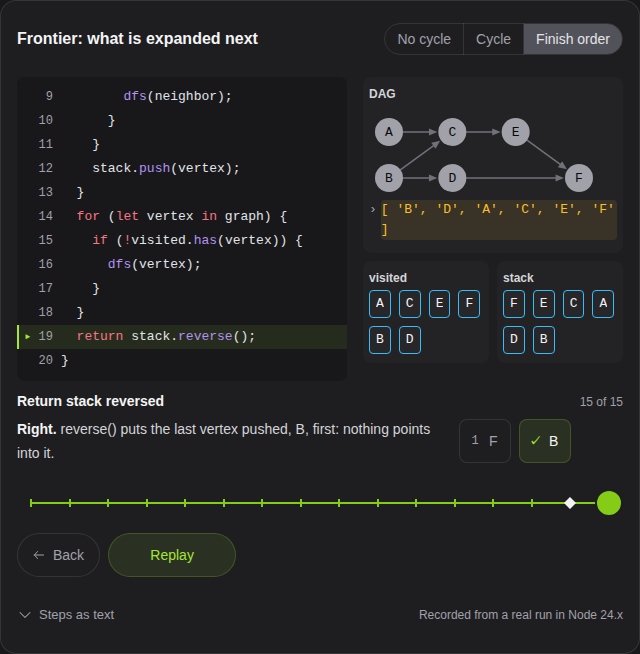 Frontier: what is expanded next
No cycle
Cycle
Finish order
9 dfs(neighbor);
10 }
11 }
12 stack.push(vertex);
13 }
14 for (let vertex in graph) {
15 if (!visited.has(vertex)) {
16 dfs(vertex);
17 }
18 }
▸ 19 return stack.reverse();
20 }
DAG
A C E
B D F
› [ 'B', 'D', 'A', 'C', 'E', 'F'
]
visited
A C E F
B D
stack
F E C A
D B
Return stack reversed
15 of 15
Right. reverse() puts the last vertex pushed, B, first: nothing points
into it.
1 F
✓ B
← Back
Replay
Steps as text
Recorded from a real run in Node 24.x